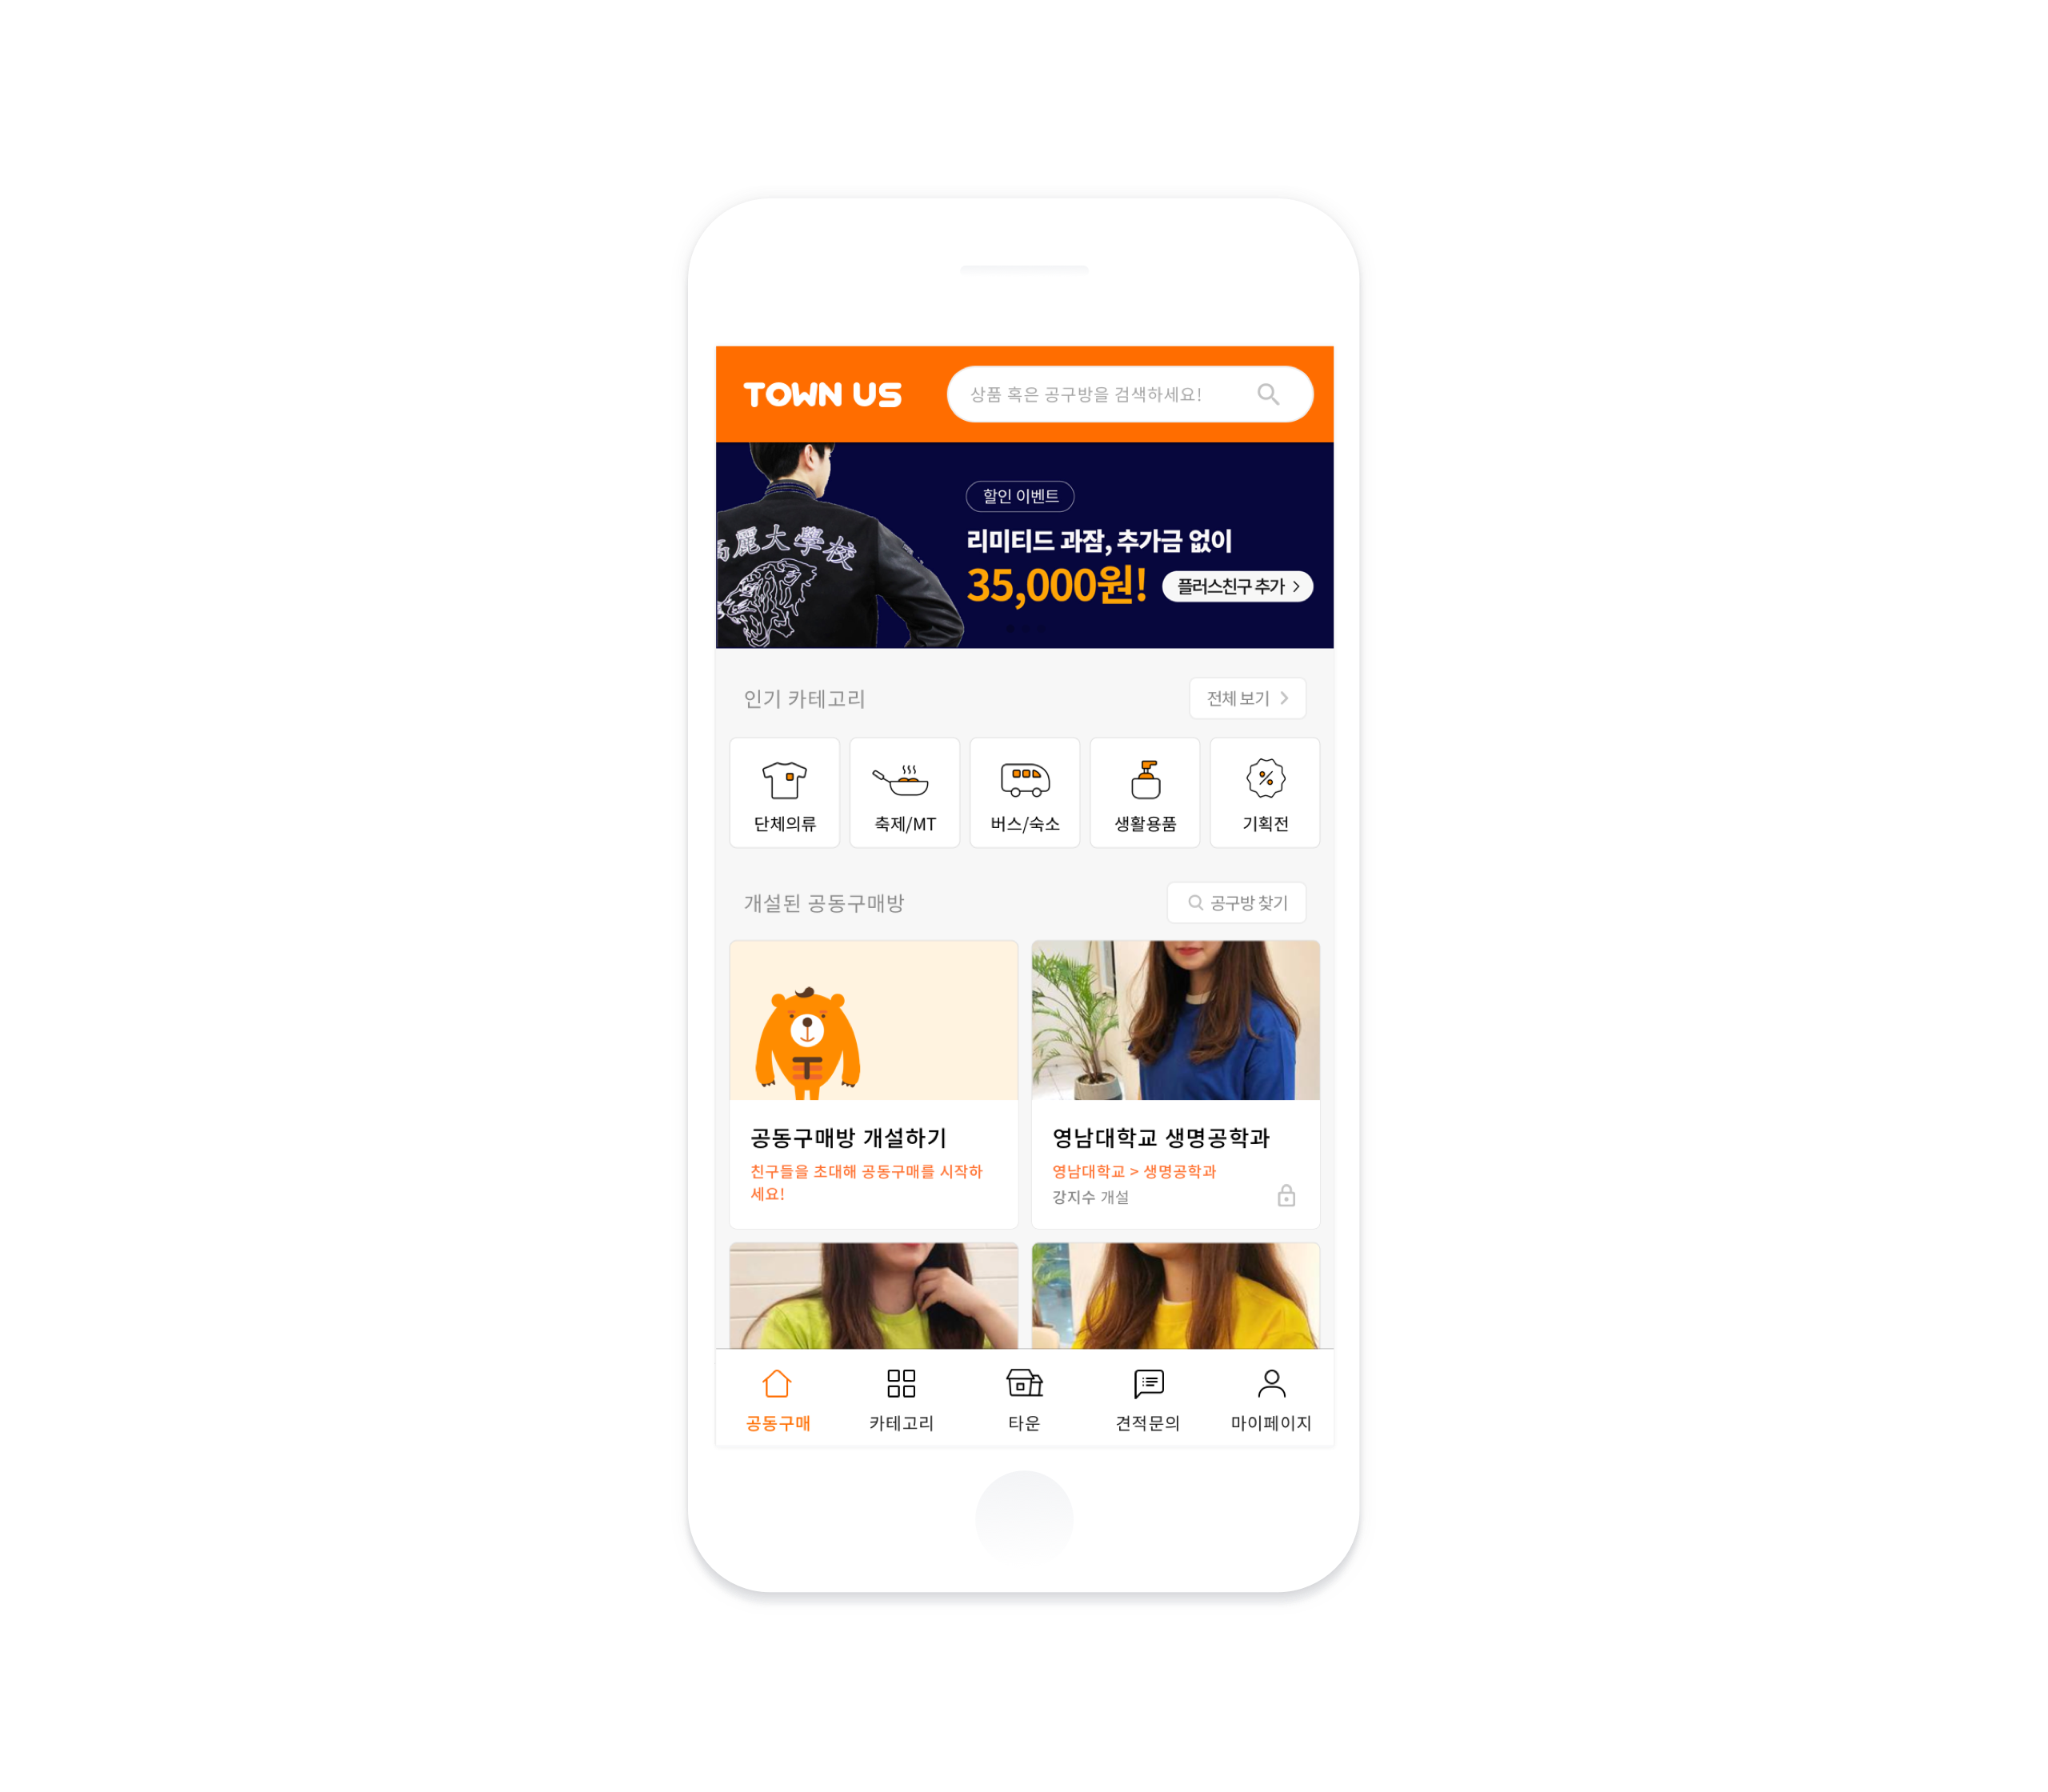 TOWN US
상품 혹은 공구방을 검색하세요!
할인 이벤트
리미티드 과잠, 추가금 없이
35,000원!
플러스친구 추가
高麗大學校
인기 카테고리
전체 보기
단체의류
축제/MT
버스/숙소
생활용품
기획전
개설된 공동구매방
공구방 찾기
공동구매방 개설하기
친구들을 초대해 공동구매를 시작하
세요!
영남대학교 생명공학과
영남대학교 > 생명공학과
강지수 개설
공동구매
카테고리
타운
견적문의
마이페이지